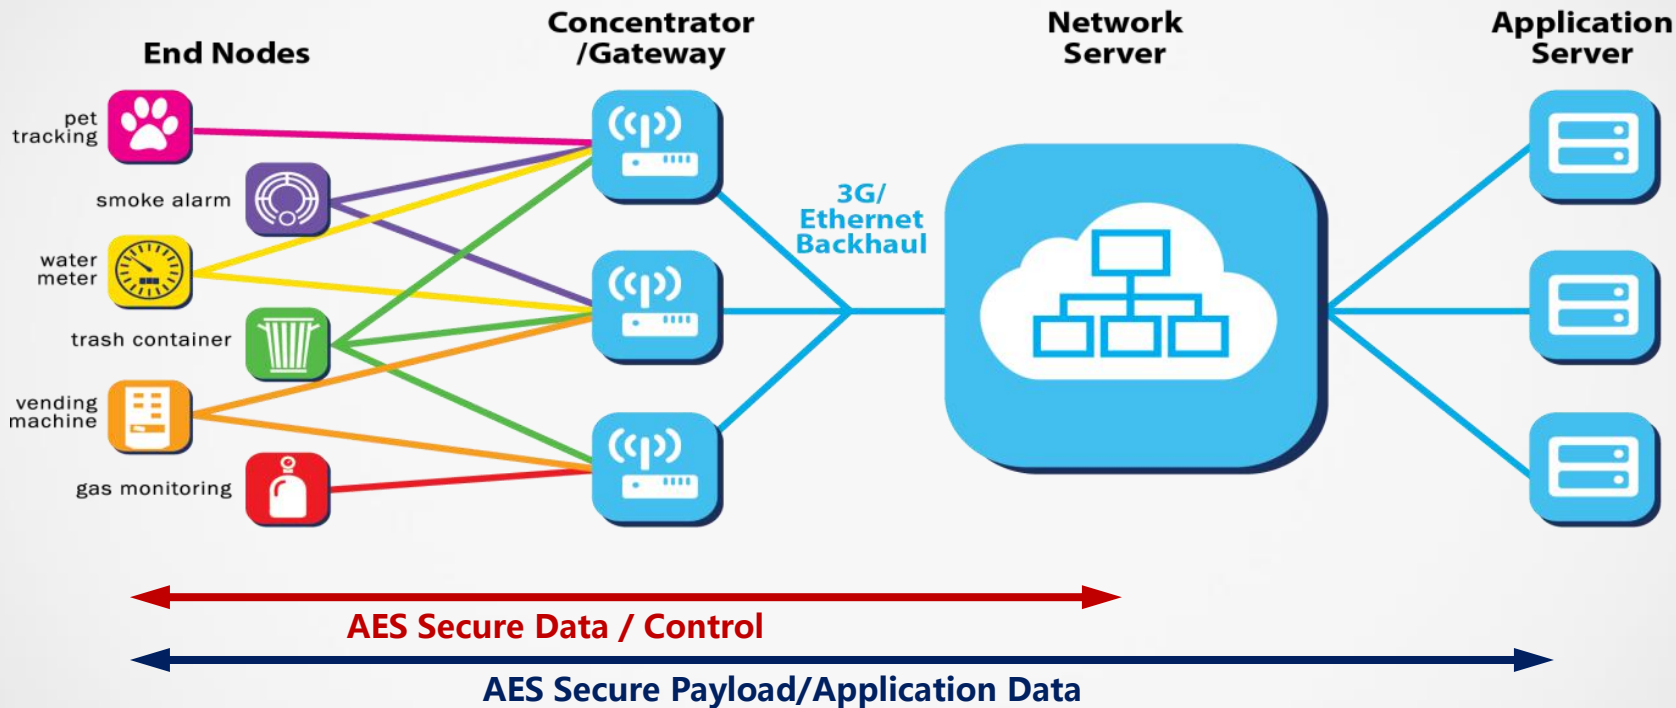 End Nodes
Concentrator
/Gateway
Network
Server
Application
Server
pet
tracking
smoke alarm
water
meter
trash container
vending
machine
gas monitoring
3G/
Ethernet
Backhaul
AES Secure Data / Control
AES Secure Payload/Application Data